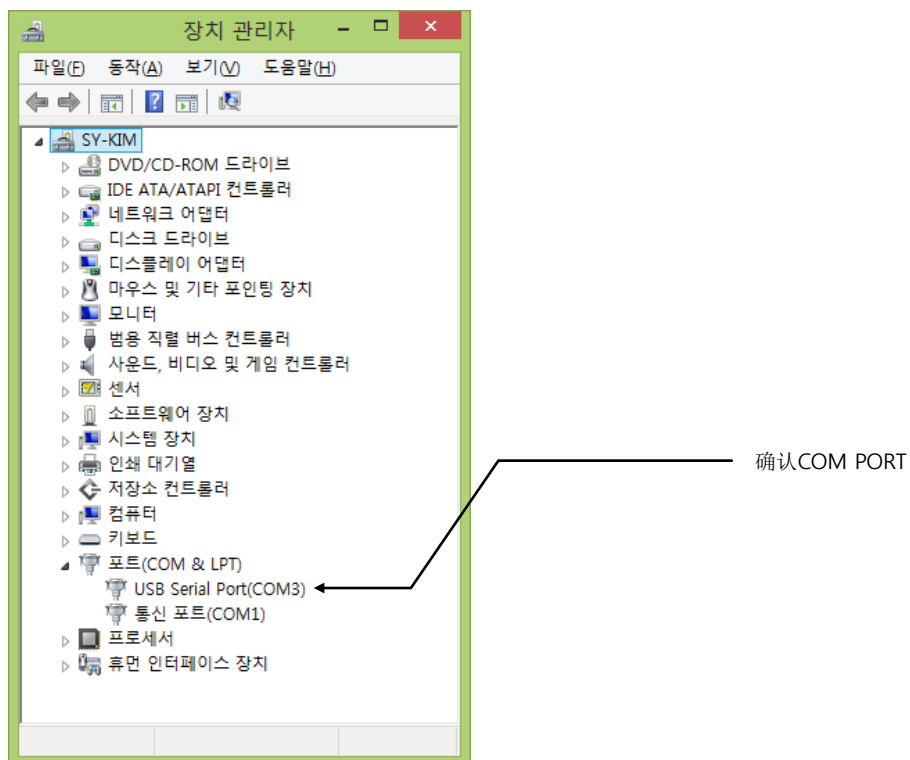 장치 관리자
파일(F) 동작(A) 보기(V) 도움말(H)
SY-KIM
DVD/CD-ROM 드라이브
IDE ATA/ATAPI 컨트롤러
네트워크 어댑터
디스크 드라이브
디스플레이 어댑터
마우스 및 기타 포인팅 장치
모니터
범용 직렬 버스 컨트롤러
사운드, 비디오 및 게임 컨트롤러
센서
소프트웨어 장치
시스템 장치
인쇄 대기열
저장소 컨트롤러
컴퓨터
키보드
포트(COM & LPT)
USB Serial Port(COM3)
통신 포트(COM1)
프로세서
휴먼 인터페이스 장치
确认COM PORT